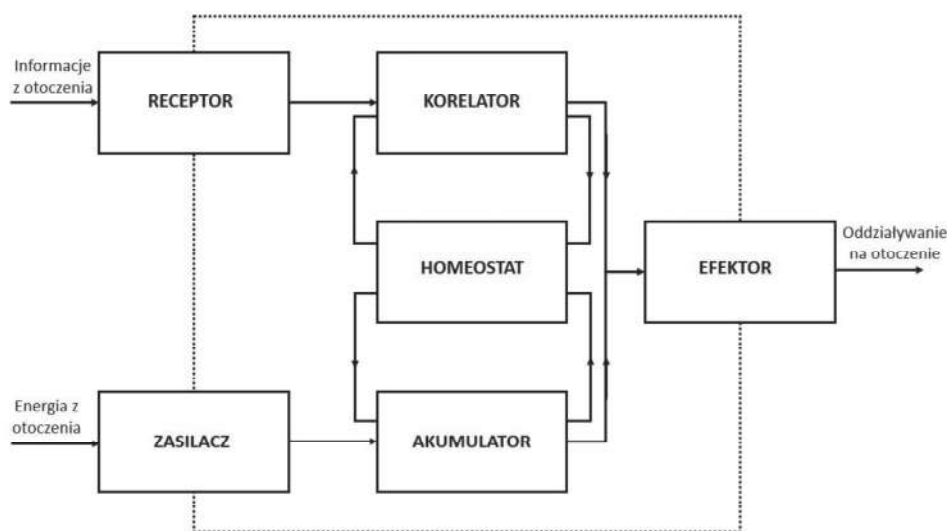 Informacje
z otoczenia
RECEPTOR
KORELATOR
HOMEOSTAT
EFEKTOR
Oddziaływanie
na otoczenie
Energia z
otoczenia
ZASILACZ
AKUMULATOR